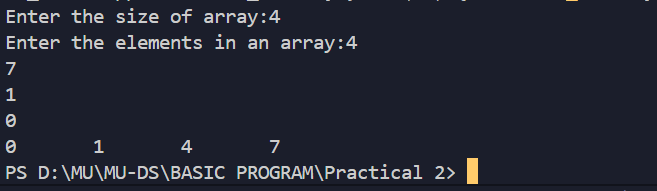 Enter the size of array:4
Enter the elements in an array:4
7
1
0
0       1       4       7
PS D:\MU\MU-DS\BASIC PROGRAM\Practical 2>